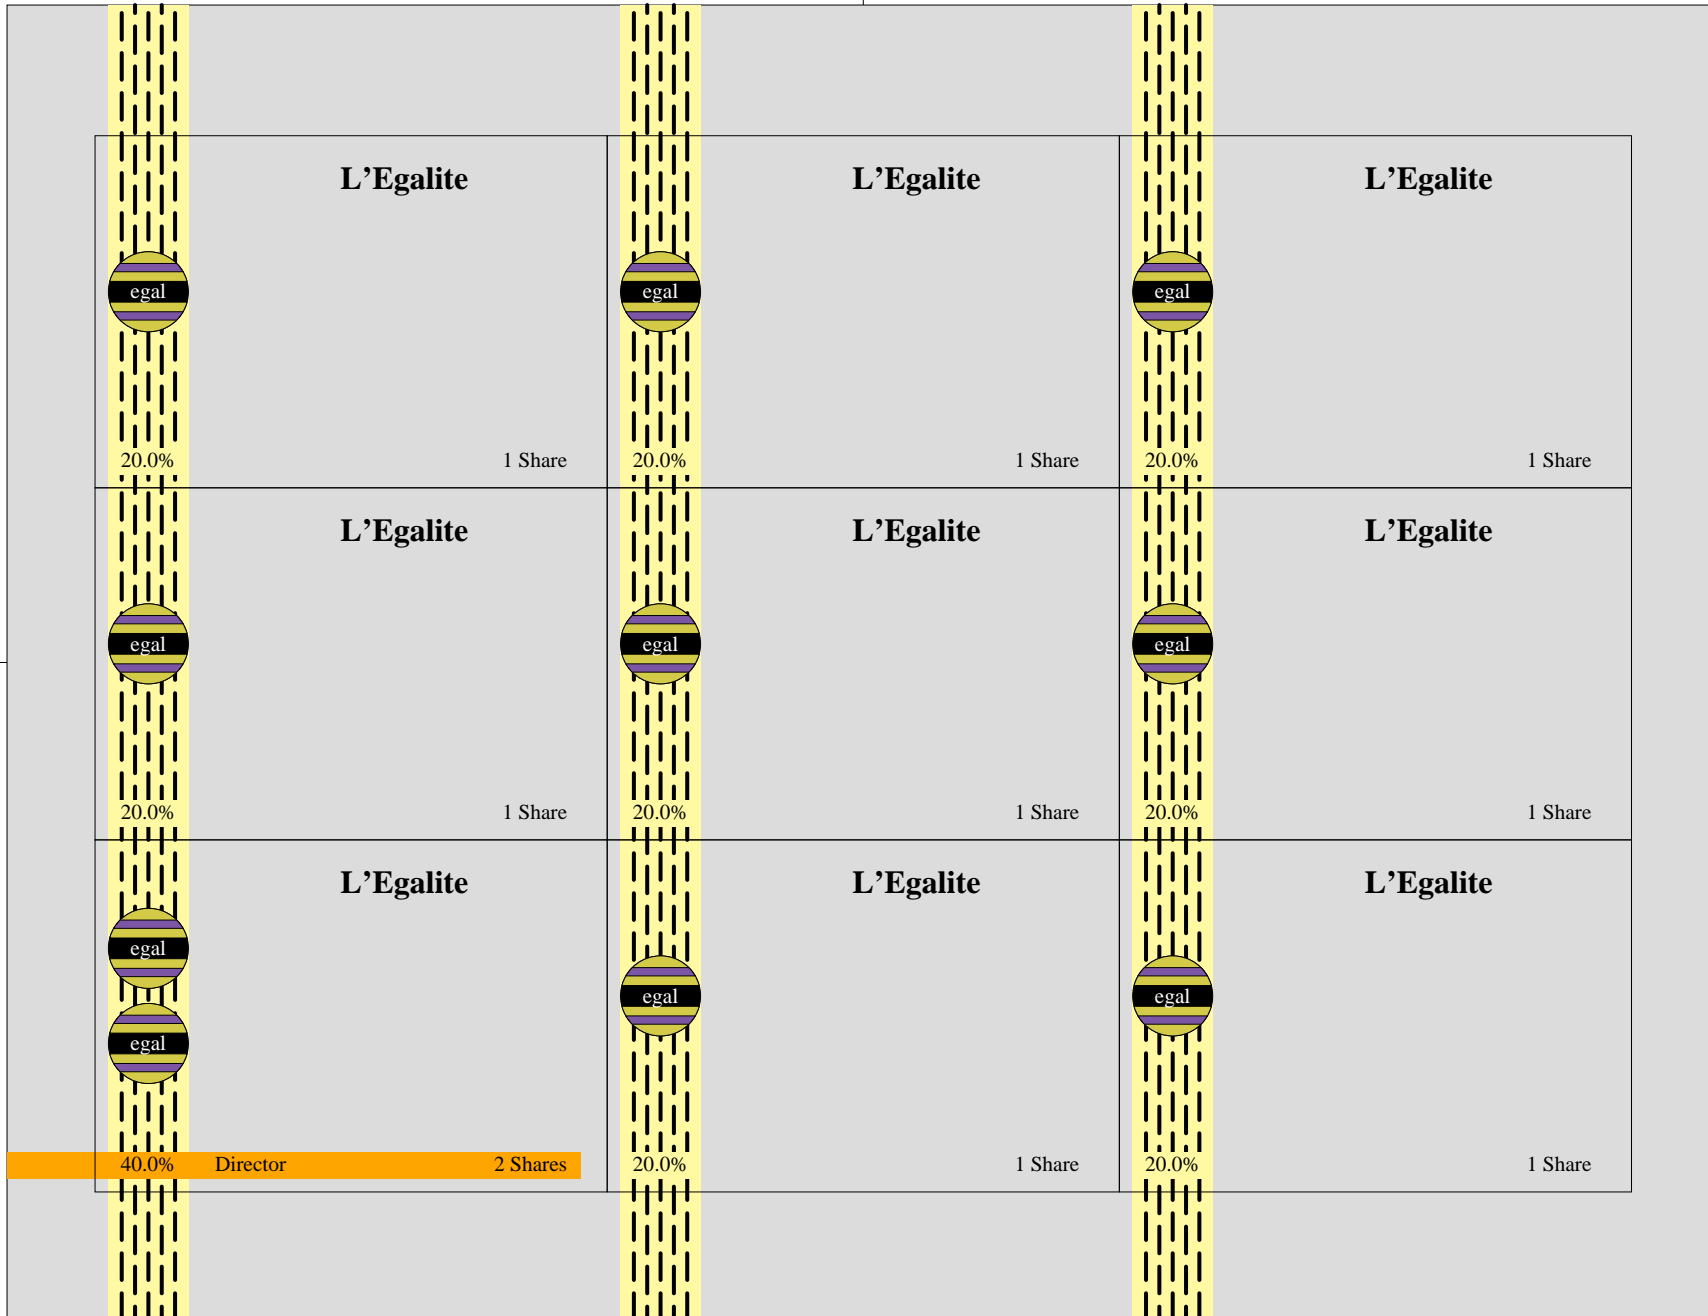 L’Egalite L’Egalite L’Egalite
egal egal egal
20.0% 1 Share 20.0% 1 Share 20.0% 1 Share
L’Egalite L’Egalite L’Egalite
egal egal egal
20.0% 1 Share 20.0% 1 Share 20.0% 1 Share
L’Egalite L’Egalite L’Egalite
egal
egal egal
egal
40.0% Director 2 Shares 20.0% 1 Share 20.0% 1 Share